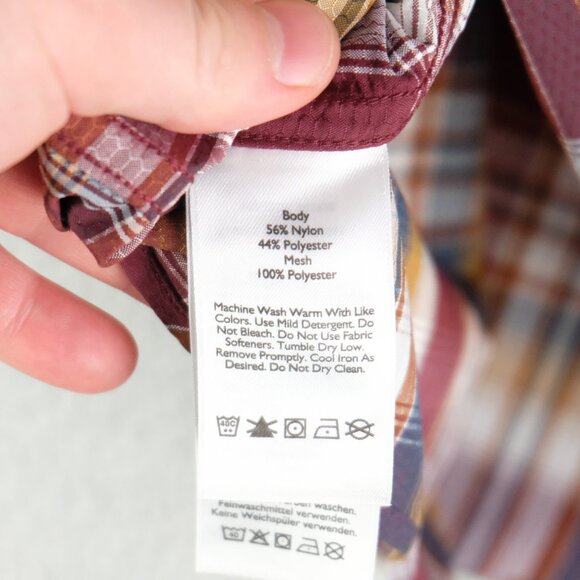 Body
56% Nylon
44% Polyester
Mesh
100% Polyester
Machine Wash Warm With Like
Colors. Use Mild Detergent. Do
Not Bleach. Do Not Use Fabric
Softeners. Tumble Dry Low.
Remove Promptly. Cool Iron As
Desired. Do Not Dry Clean.
40C
waschen.
Feinwaschmittel verwenden.
Keine Weichspüler verwenden.